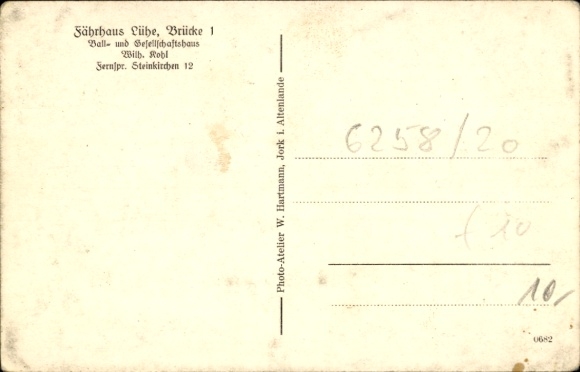 Fährhaus Lühe, Brücke 1
Ball- und Gesellschaftshaus
Wilh. Kohl
Fernspr. Steinkirchen 12
Photo-Atelier W. Hartmann, Jork i. Altenlande
6258/20
10
10,-
0682